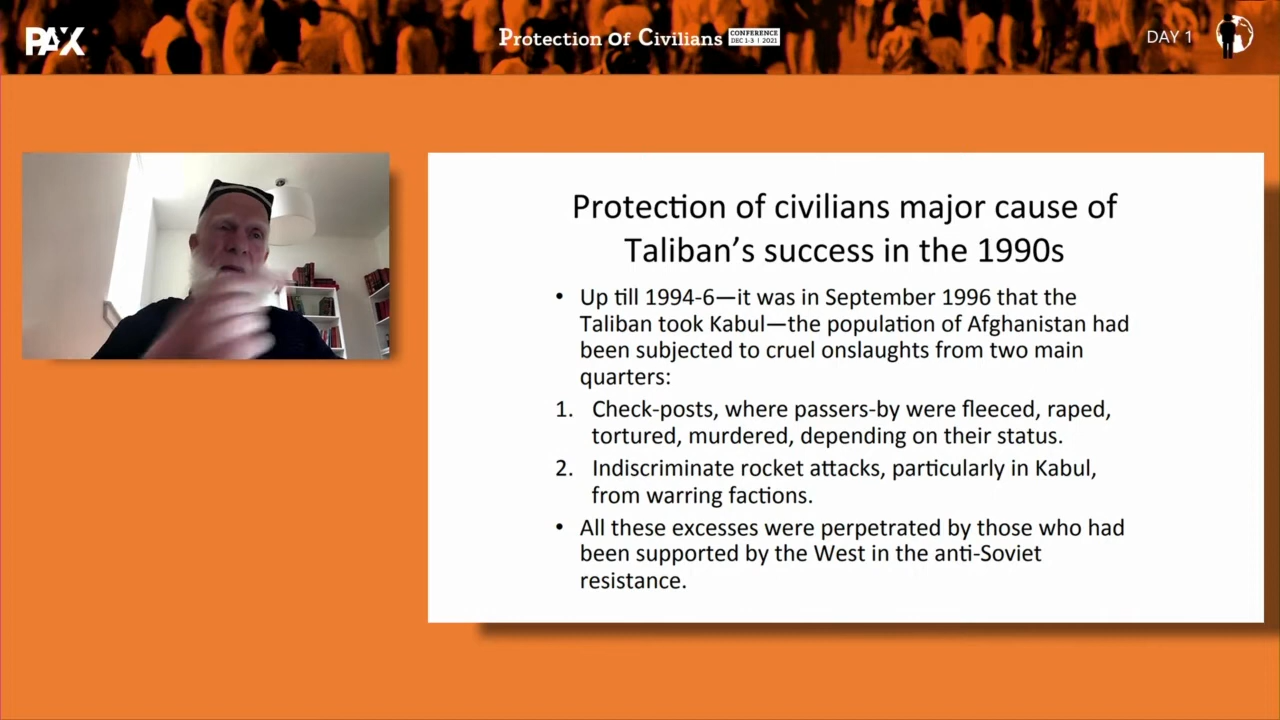 PAX
Protection of Civilians
CONFERENCE
DEC 1-3 | 2021
DAY 1
Protection of civilians major cause of
Taliban’s success in the 1990s
• Up till 1994-6—it was in September 1996 that the
Taliban took Kabul—the population of Afghanistan had
been subjected to cruel onslaughts from two main
quarters:
1. Check-posts, where passers-by were fleeced, raped,
tortured, murdered, depending on their status.
2. Indiscriminate rocket attacks, particularly in Kabul,
from warring factions.
• All these excesses were perpetrated by those who had
been supported by the West in the anti-Soviet
resistance.